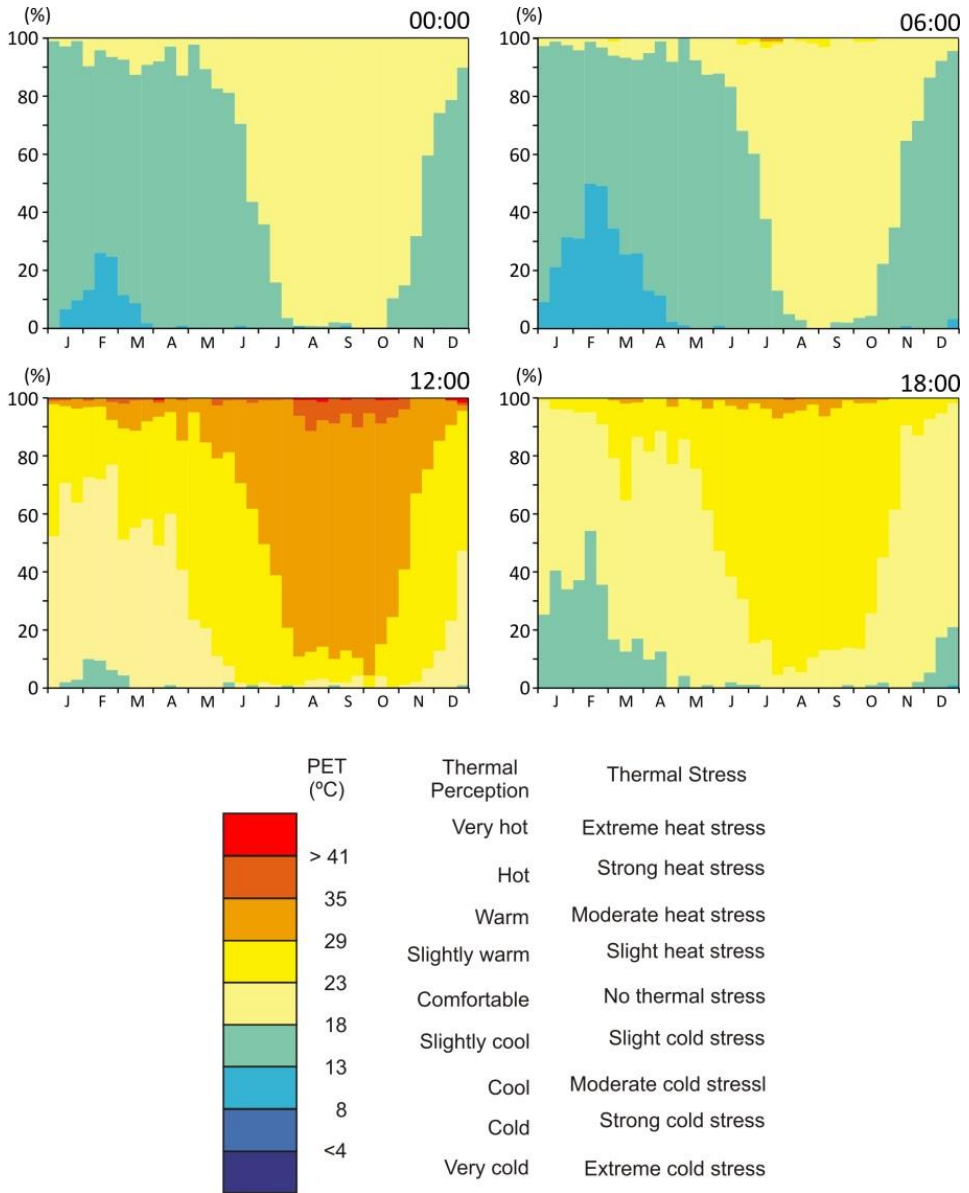 (%) 00:00
100
80
60
40
20
0
J F M A M J J A S O N D
(%) 06:00
100
80
60
40
20
0
J F M A M J J A S O N D
(%) 12:00
100
80
60
40
20
0
J F M A M J J A S O N D
(%) 18:00
100
80
60
40
20
0
J F M A M J J A S O N D
PET
(ºC)
Thermal
Perception
Thermal Stress
Very hot Extreme heat stress
> 41
Hot Strong heat stress
35
Warm Moderate heat stress
29
Slightly warm Slight heat stress
23
Comfortable No thermal stress
18
Slightly cool Slight cold stress
13
Cool Moderate cold stressl
8
Cold Strong cold stress
<4
Very cold Extreme cold stress